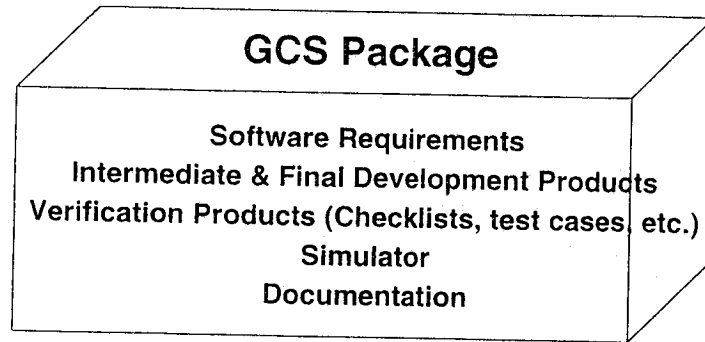 GCS Package
Software Requirements
Intermediate & Final Development Products
Verification Products (Checklists, test cases, etc.)
Simulator
Documentation